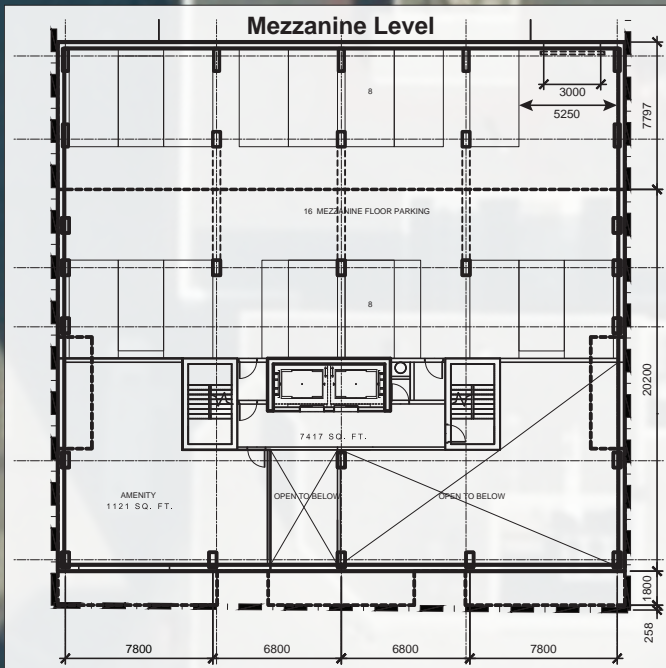 Mezzanine Level
3000
8
5250
7797
16 MEZZANINE FLOOR PARKING
8
20200
7417 SQ. FT.
AMENITY
1121 SQ. FT.
OPEN TO BELOW
OPEN TO BELOW
1800
258
7800
6800
6800
7800